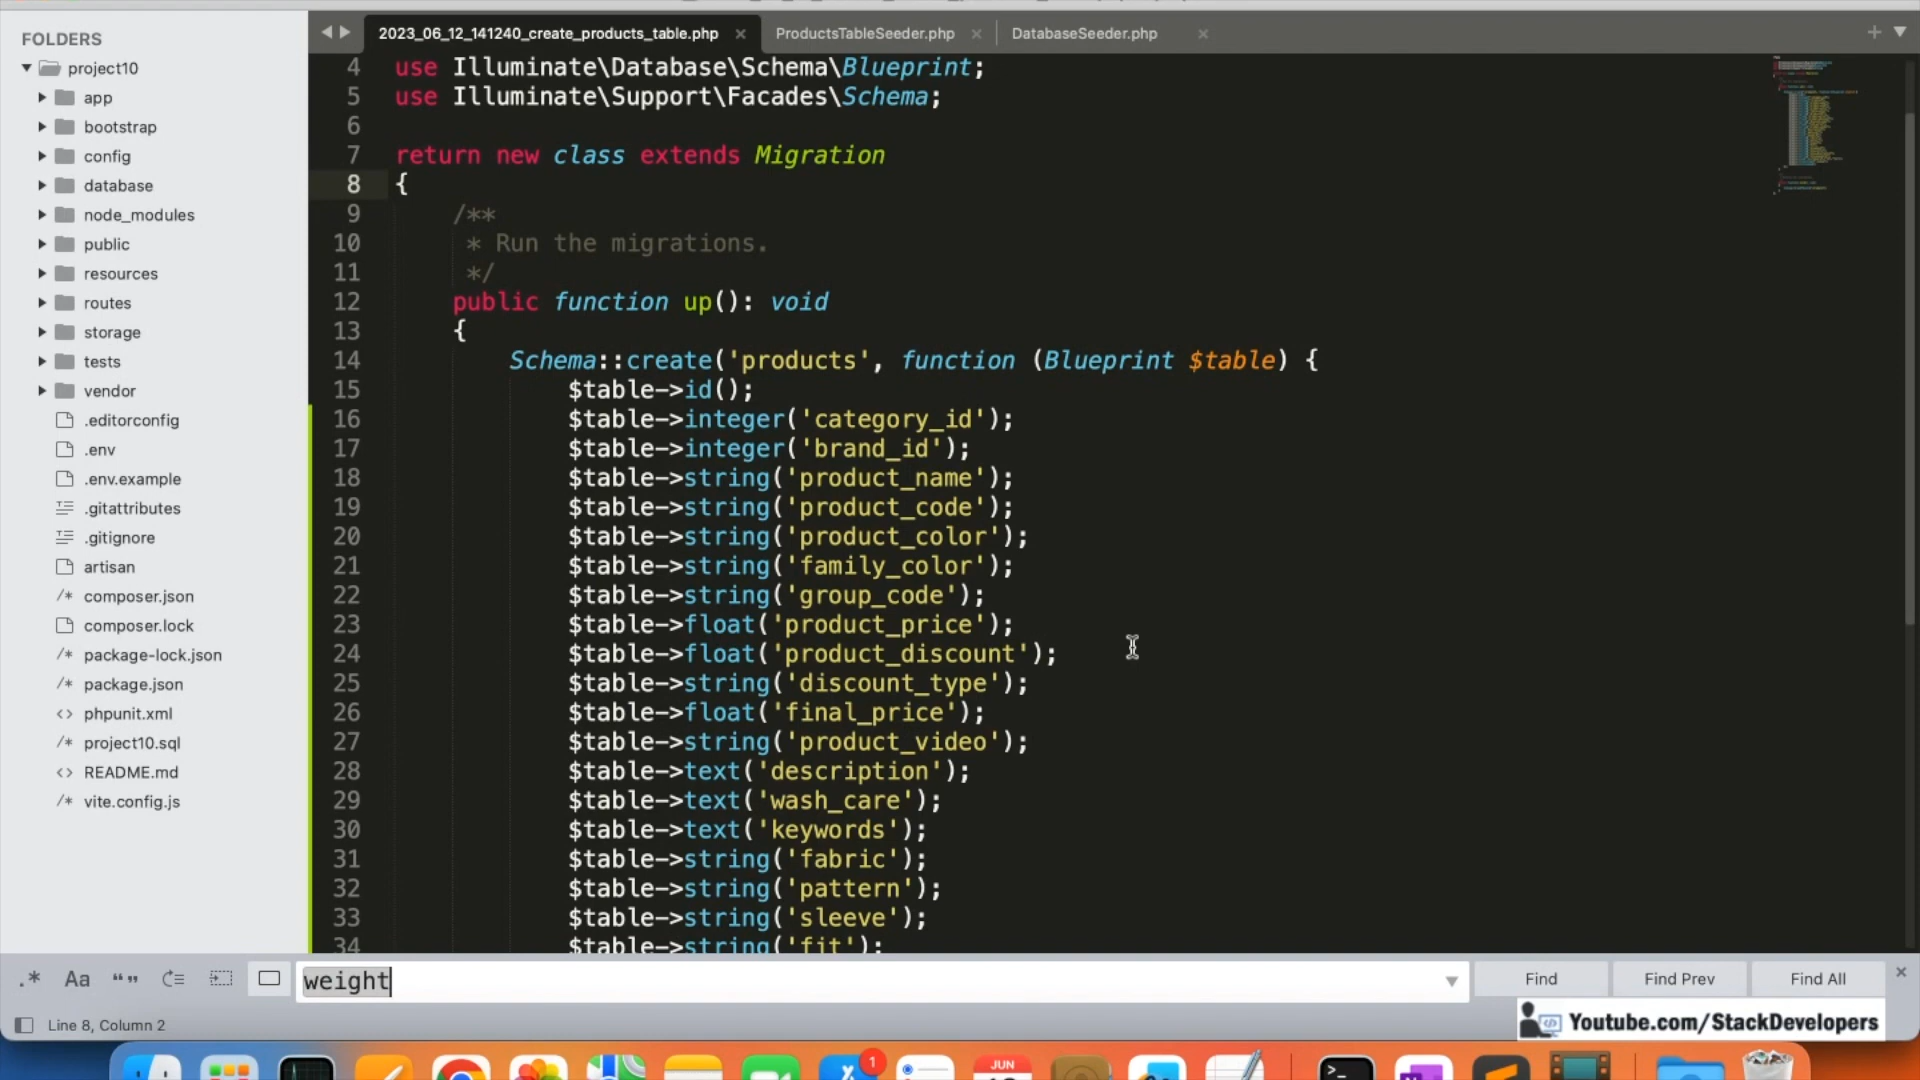 FOLDERS
project10
app
bootstrap
config
database
node_modules
public
resources
routes
storage
tests
vendor
.editorconfig
.env
.env.example
.gitattributes
.gitignore
artisan
composer.json
composer.lock
package-lock.json
package.json
phpunit.xml
project10.sql
README.md
vite.config.js
2023_06_12_141240_create_products_table.php
ProductsTableSeeder.php
DatabaseSeeder.php
4 use Illuminate\Database\Schema\Blueprint;
5 use Illuminate\Support\Facades\Schema;
6
7 return new class extends Migration
8 {
9 /**
10 * Run the migrations.
11 */
12 public function up(): void
13 {
14 Schema::create('products', function (Blueprint $table) {
15 $table->id();
16 $table->integer('category_id');
17 $table->integer('brand_id');
18 $table->string('product_name');
19 $table->string('product_code');
20 $table->string('product_color');
21 $table->string('family_color');
22 $table->string('group_code');
23 $table->float('product_price');
24 $table->float('product_discount');
25 $table->string('discount_type');
26 $table->float('final_price');
27 $table->string('product_video');
28 $table->text('description');
29 $table->text('wash_care');
30 $table->text('keywords');
31 $table->string('fabric');
32 $table->string('pattern');
33 $table->string('sleeve');
34 $table->string('fit');
.* Aa “” weight Find Find Prev Find All
Line 8, Column 2
Youtube.com/StackDevelopers
1
JUN